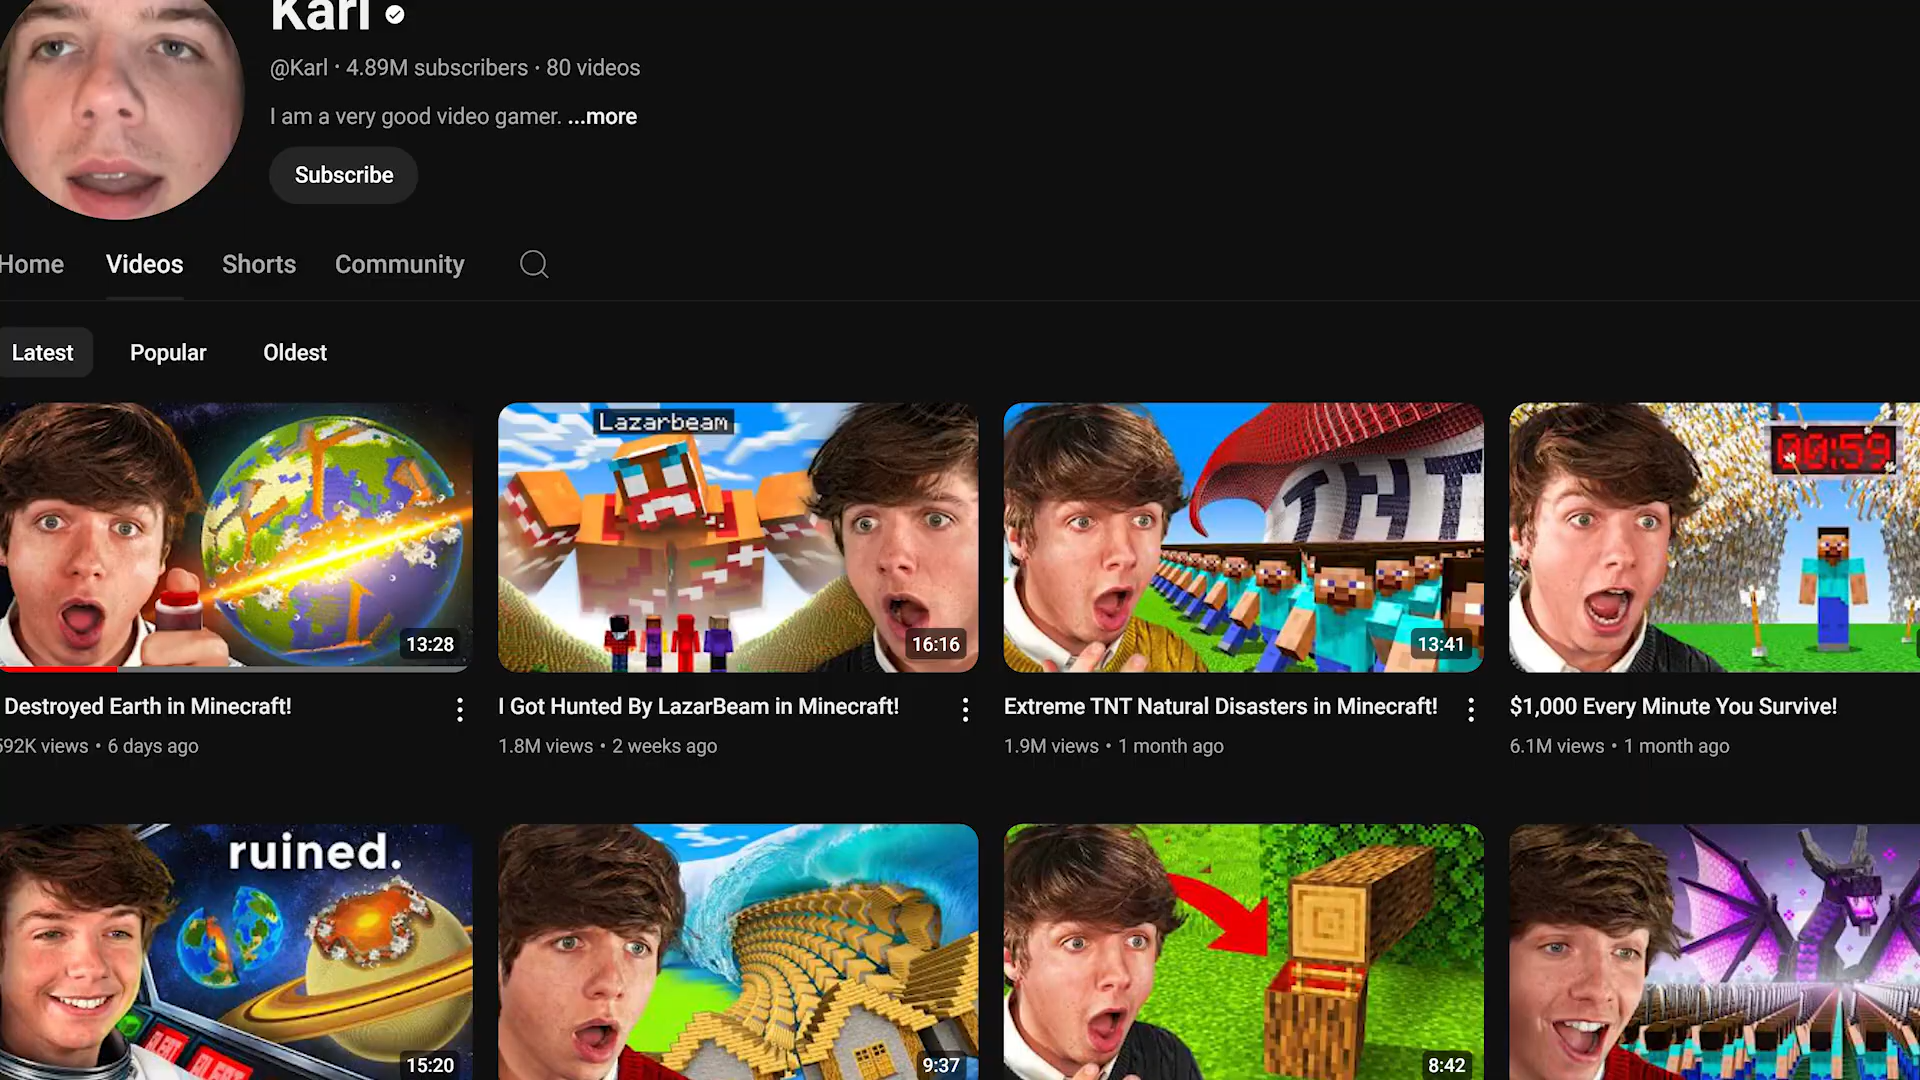 Karl
@Karl · 4.89M subscribers · 80 videos
I am a very good video gamer. ...more
Subscribe
Home Videos Shorts Community
Latest Popular Oldest
Lazarbeam
TNT
00:59
13:28
16:16
13:41
Destroyed Earth in Minecraft!
592K views • 6 days ago
I Got Hunted By LazarBeam in Minecraft!
1.8M views • 2 weeks ago
Extreme TNT Natural Disasters in Minecraft!
1.9M views • 1 month ago
$1,000 Every Minute You Survive!
6.1M views • 1 month ago
ruined.
ALERT
ALERT
15:20
9:37
8:42